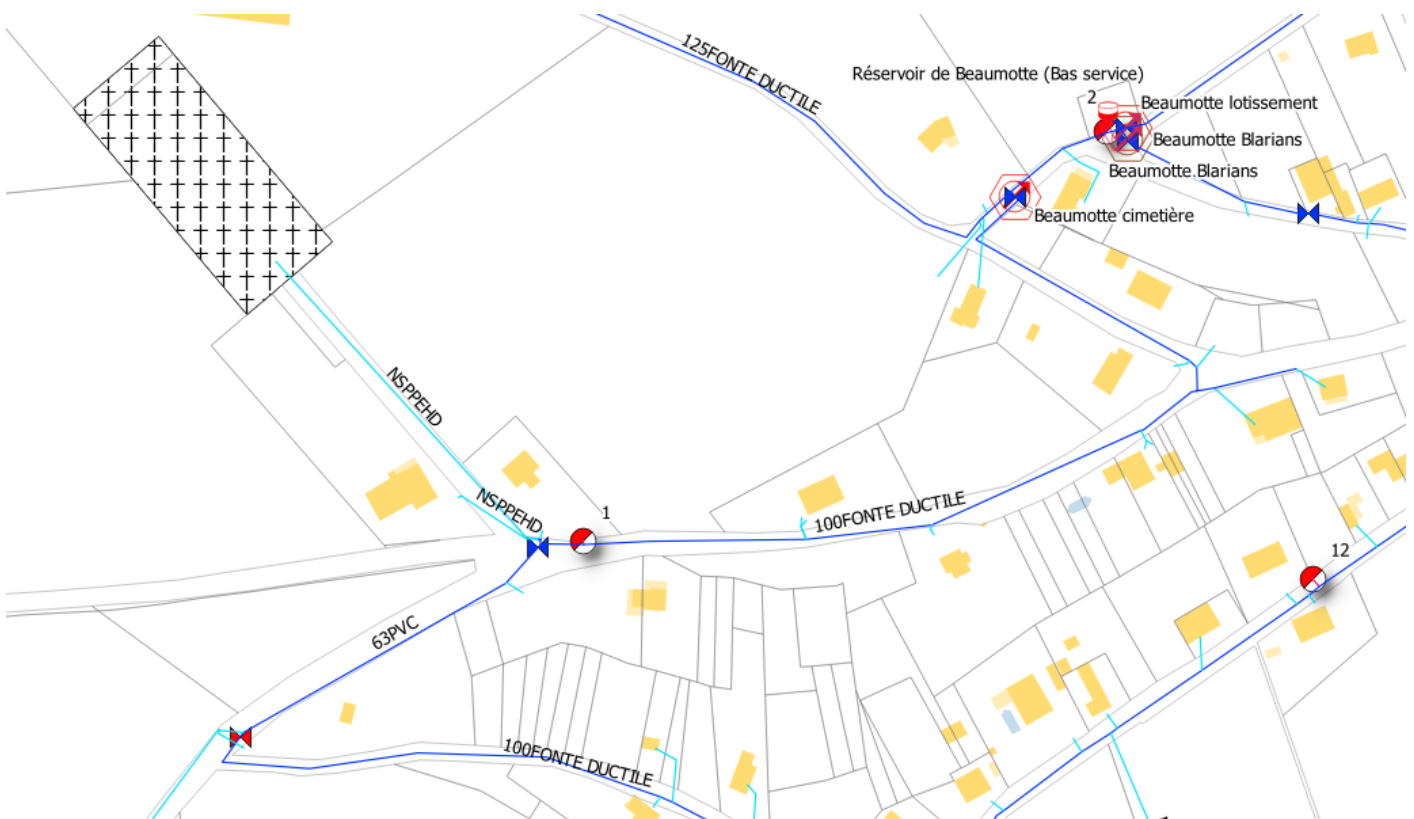 125FONTE DUCTILE
Réservoir de Beaumotte (Bas service)
2
Beaumotte lotissement
Beaumotte Blarians
Beaumotte Blarians
Beaumotte cimetière
NSPPEHD
NSPPEHD
1
100FONTE DUCTILE
12
63PVC
100FONTE DUCTILE